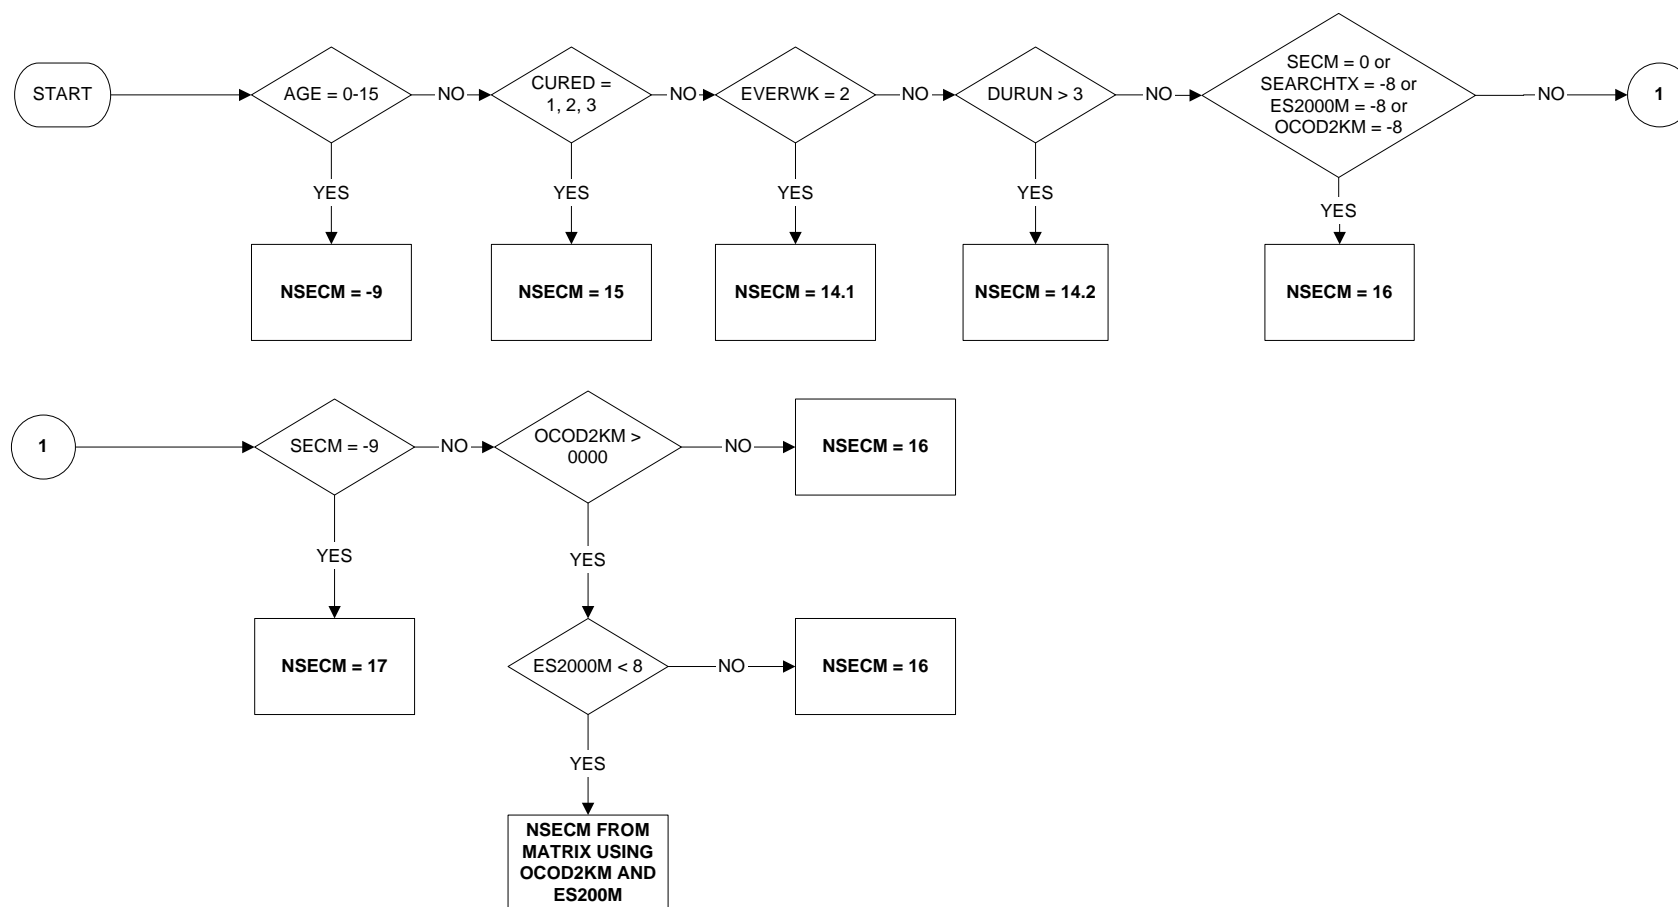 START
AGE = 0-15
NO
CURED =
1, 2, 3
NO
EVERWK = 2
NO
DURUN > 3
NO
SECM = 0 or
SEARCHTX = -8 or
ES2000M = -8 or
OCOD2KM = -8
NO
1
YES
YES
YES
YES
YES
NSECM = -9
NSECM = 15
NSECM = 14.1
NSECM = 14.2
NSECM = 16
1
SECM = -9
NO
OCOD2KM >
0000
NO
NSECM = 16
YES
YES
NSECM = 17
ES2000M < 8
NO
NSECM = 16
YES
NSECM FROM
MATRIX USING
OCOD2KM AND
ES200M